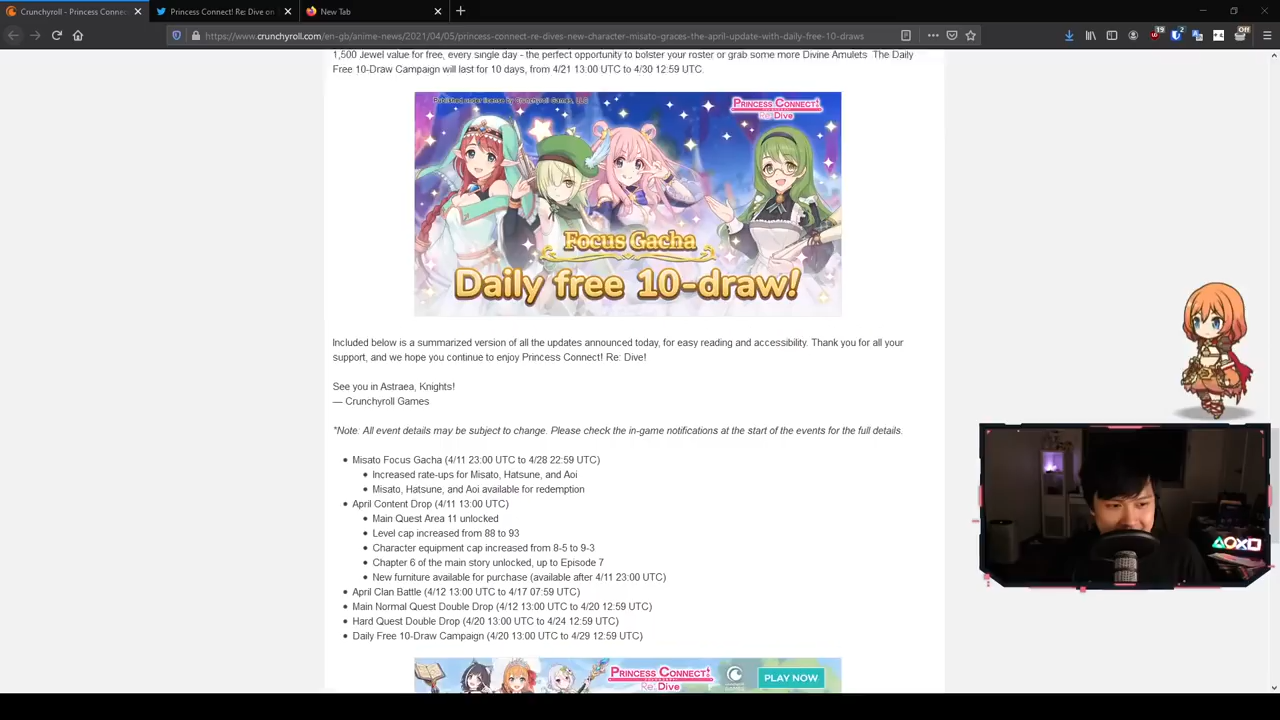 Crunchyroll - Princess Connect!
Princess Connect! Re: Dive on
New Tab
https://www.crunchyroll.com/en-gb/anime-news/2021/04/05/princess-connect-re-dives-new-character-misato-graces-the-april-update-with-daily-free-10-draws
1,500 Jewel value for free, every single day - the perfect opportunity to bolster your roster or grab some more Divine Amulets The Daily
Free 10-Draw Campaign will last for 10 days, from 4/21 13:00 UTC to 4/30 12:59 UTC.
Published under license by Crunchyroll Games, LLC
PRINCESS CONNECT!
Re:Dive
Focus Gacha
Daily free 10-draw!
Included below is a summarized version of all the updates announced today, for easy reading and accessibility. Thank you for all your
support, and we hope you continue to enjoy Princess Connect! Re: Dive!
See you in Astraea, Knights!
— Crunchyroll Games
*Note: All event details may be subject to change. Please check the in-game notifications at the start of the events for the full details.
Misato Focus Gacha (4/11 23:00 UTC to 4/28 22:59 UTC)
Increased rate-ups for Misato, Hatsune, and Aoi
Misato, Hatsune, and Aoi available for redemption
April Content Drop (4/11 13:00 UTC)
Main Quest Area 11 unlocked
Level cap increased from 88 to 93
Character equipment cap increased from 8-5 to 9-3
Chapter 6 of the main story unlocked, up to Episode 7
New furniture available for purchase (available after 4/11 23:00 UTC)
April Clan Battle (4/12 13:00 UTC to 4/17 07:59 UTC)
Main Normal Quest Double Drop (4/12 13:00 UTC to 4/20 12:59 UTC)
Hard Quest Double Drop (4/20 13:00 UTC to 4/24 12:59 UTC)
Daily Free 10-Draw Campaign (4/20 13:00 UTC to 4/29 12:59 UTC)
PRINCESS CONNECT!
Re:Dive
PLAY NOW